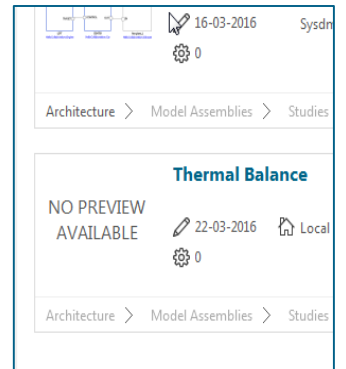 16-03-2016 Sysdm
0
Architecture > Model Assemblies > Studies
Thermal Balance
NO PREVIEW
AVAILABLE
22-03-2016 Local
0
Architecture > Model Assemblies > Studies